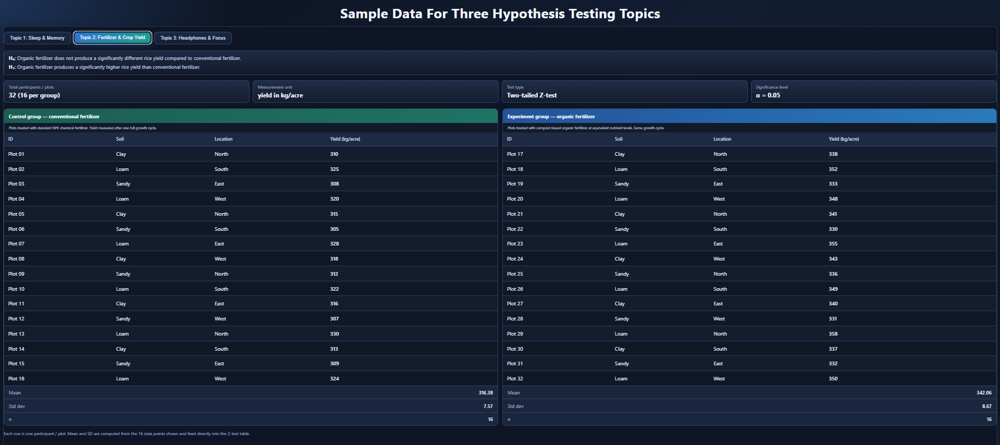 Sample Data For Three Hypothesis Testing Topics
Topic 1: Sleep & Memory Topic 2: Fertilizer & Crop Yield Topic 3: Headphones & Focus
H₀: Organic fertilizer does not produce a significantly different rice yield compared to conventional fertilizer.
H₁: Organic fertilizer produces a significantly higher rice yield than conventional fertilizer.
Total participants / plots
32 (16 per group)
Measurement unit
yield in kg/acre
Test type
Two-tailed Z-test
Significance level
α = 0.05
Control group — conventional fertilizer
Plots treated with standard NPK chemical fertilizer. Yield measured after one full growth cycle.
ID Soil Location Yield (kg/acre)
Plot 01 Clay North 310
Plot 02 Loam South 325
Plot 03 Sandy East 308
Plot 04 Loam West 320
Plot 05 Clay North 315
Plot 06 Sandy South 305
Plot 07 Loam East 328
Plot 08 Clay West 318
Plot 09 Sandy North 312
Plot 10 Loam South 322
Plot 11 Clay East 316
Plot 12 Sandy West 307
Plot 13 Loam North 330
Plot 14 Clay South 313
Plot 15 Sandy East 309
Plot 16 Loam West 324
Mean 316.38
Std dev 7.57
n 16
Experiment group — organic fertilizer
Plots treated with compost-based organic fertilizer at equivalent nutrient levels. Same growth cycle.
ID Soil Location Yield (kg/acre)
Plot 17 Clay North 338
Plot 18 Loam South 352
Plot 19 Sandy East 333
Plot 20 Loam West 348
Plot 21 Clay North 341
Plot 22 Sandy South 330
Plot 23 Loam East 355
Plot 24 Clay West 343
Plot 25 Sandy North 336
Plot 26 Loam South 349
Plot 27 Clay East 340
Plot 28 Sandy West 331
Plot 29 Loam North 358
Plot 30 Clay South 337
Plot 31 Sandy East 332
Plot 32 Loam West 350
Mean 342.06
Std dev 8.67
n 16
Each row is one participant / plot. Mean and SD are computed from the 16 data points shown and feed directly into the Z-test table.